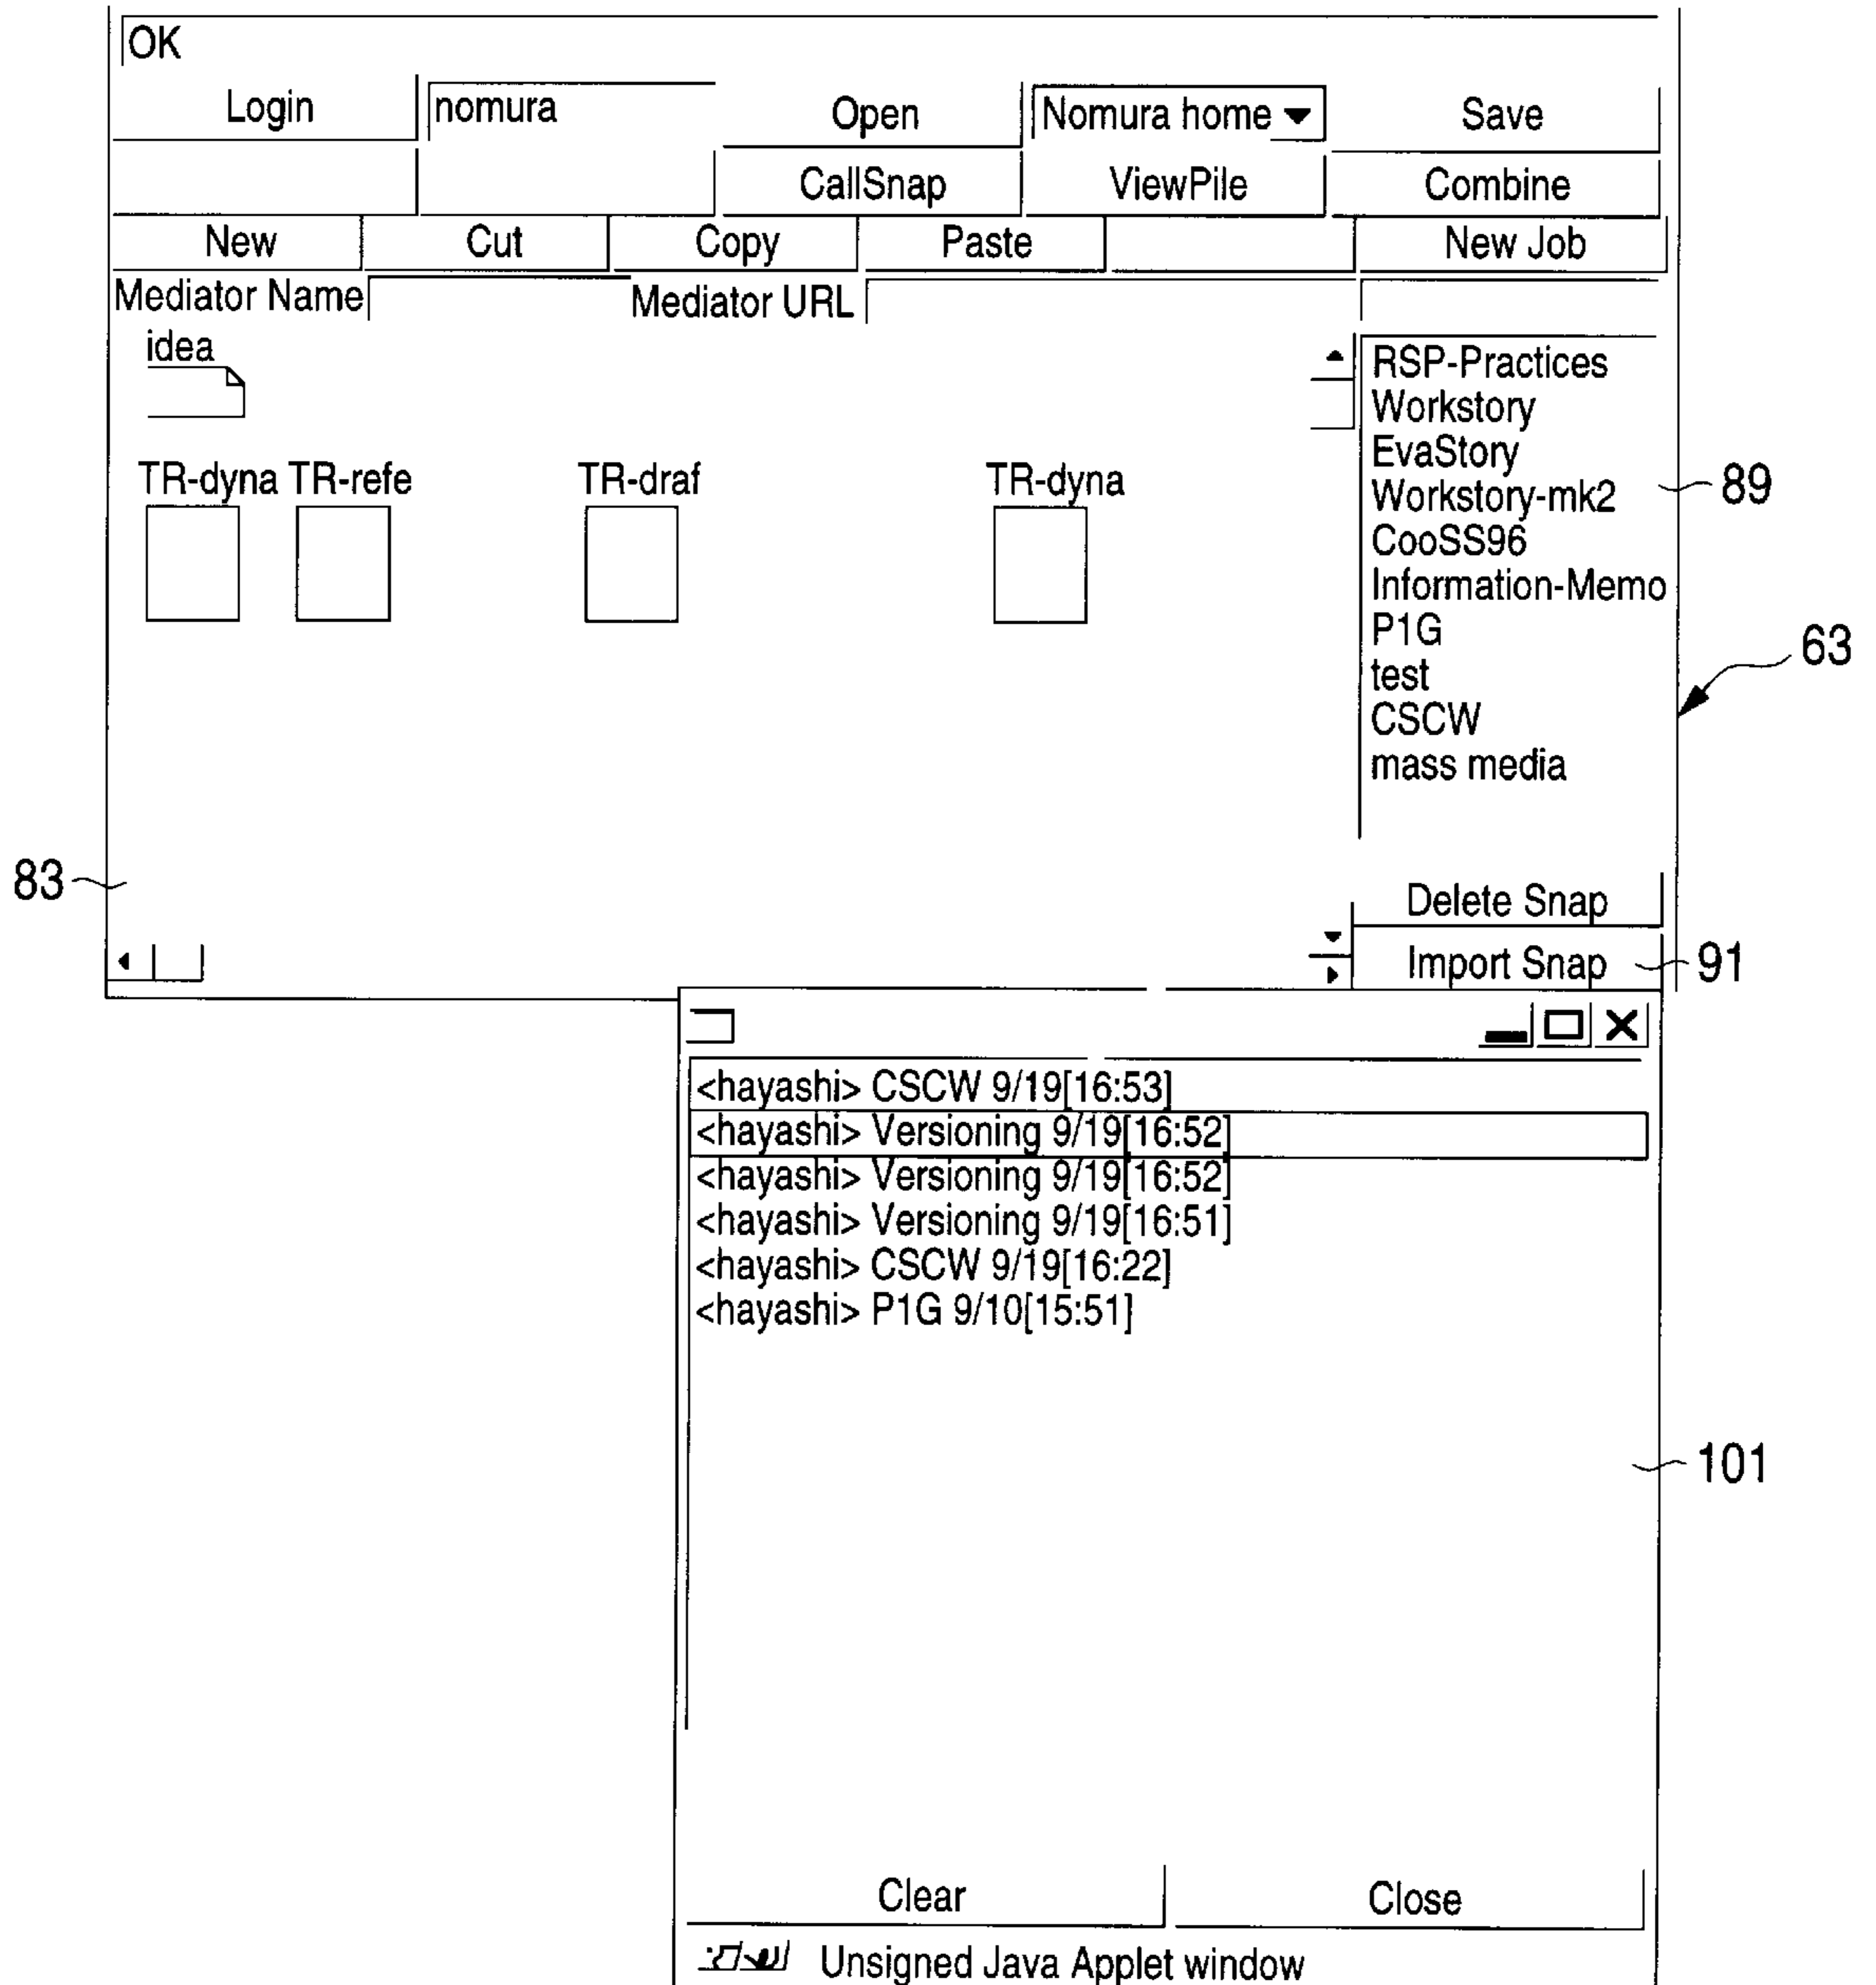 OK
Login nomura Open Nomura home Save
CallSnap ViewPile Combine
New Cut Copy Paste New Job
Mediator Name Mediator URL
idea
TR-dyna TR-refe TR-draf TR-dyna
RSP-Practices
Workstory
EvaStory
Workstory-mk2
89
CooSS96
Information-Memo
P1G
63
test
CSCW
mass media
83
Delete Snap
Import Snap
91
<hayashi> CSCW 9/19[16:53]
<hayashi> Versioning 9/19[16:52]
<hayashi> Versioning 9/19[16:52]
<hayashi> Versioning 9/19[16:51]
<hayashi> CSCW 9/19[16:22]
<hayashi> P1G 9/10[15:51]
101
Clear Close
Unsigned Java Applet window